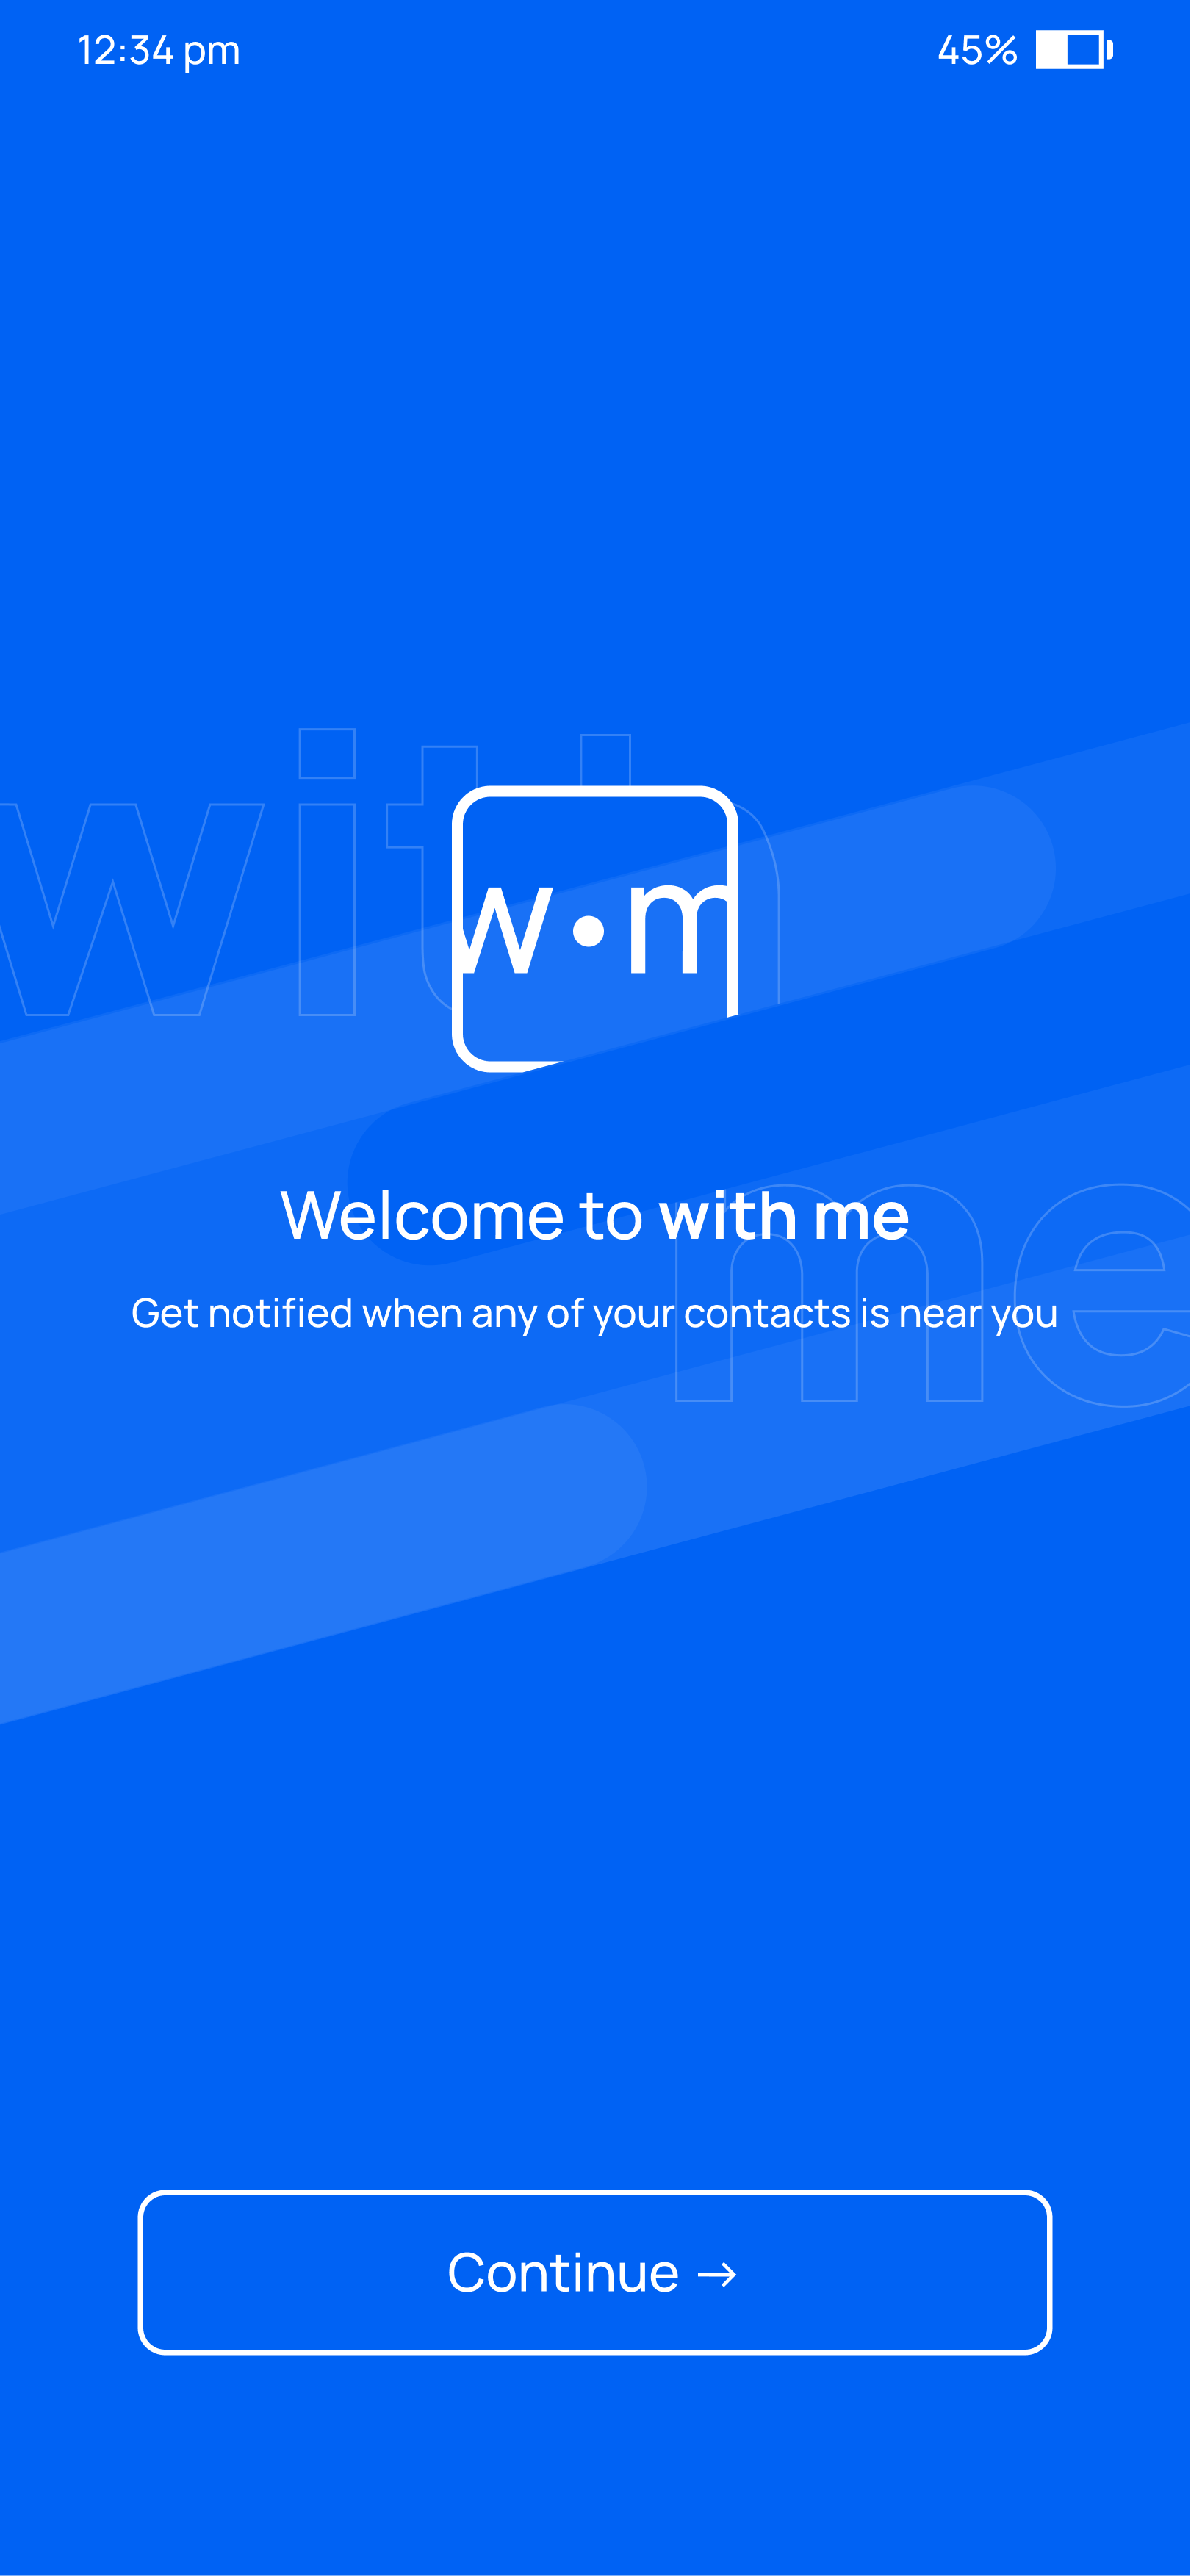 12:34 pm 45%
with
w•m
Welcome to with me
me
Get notified when any of your contacts is near you
Continue →